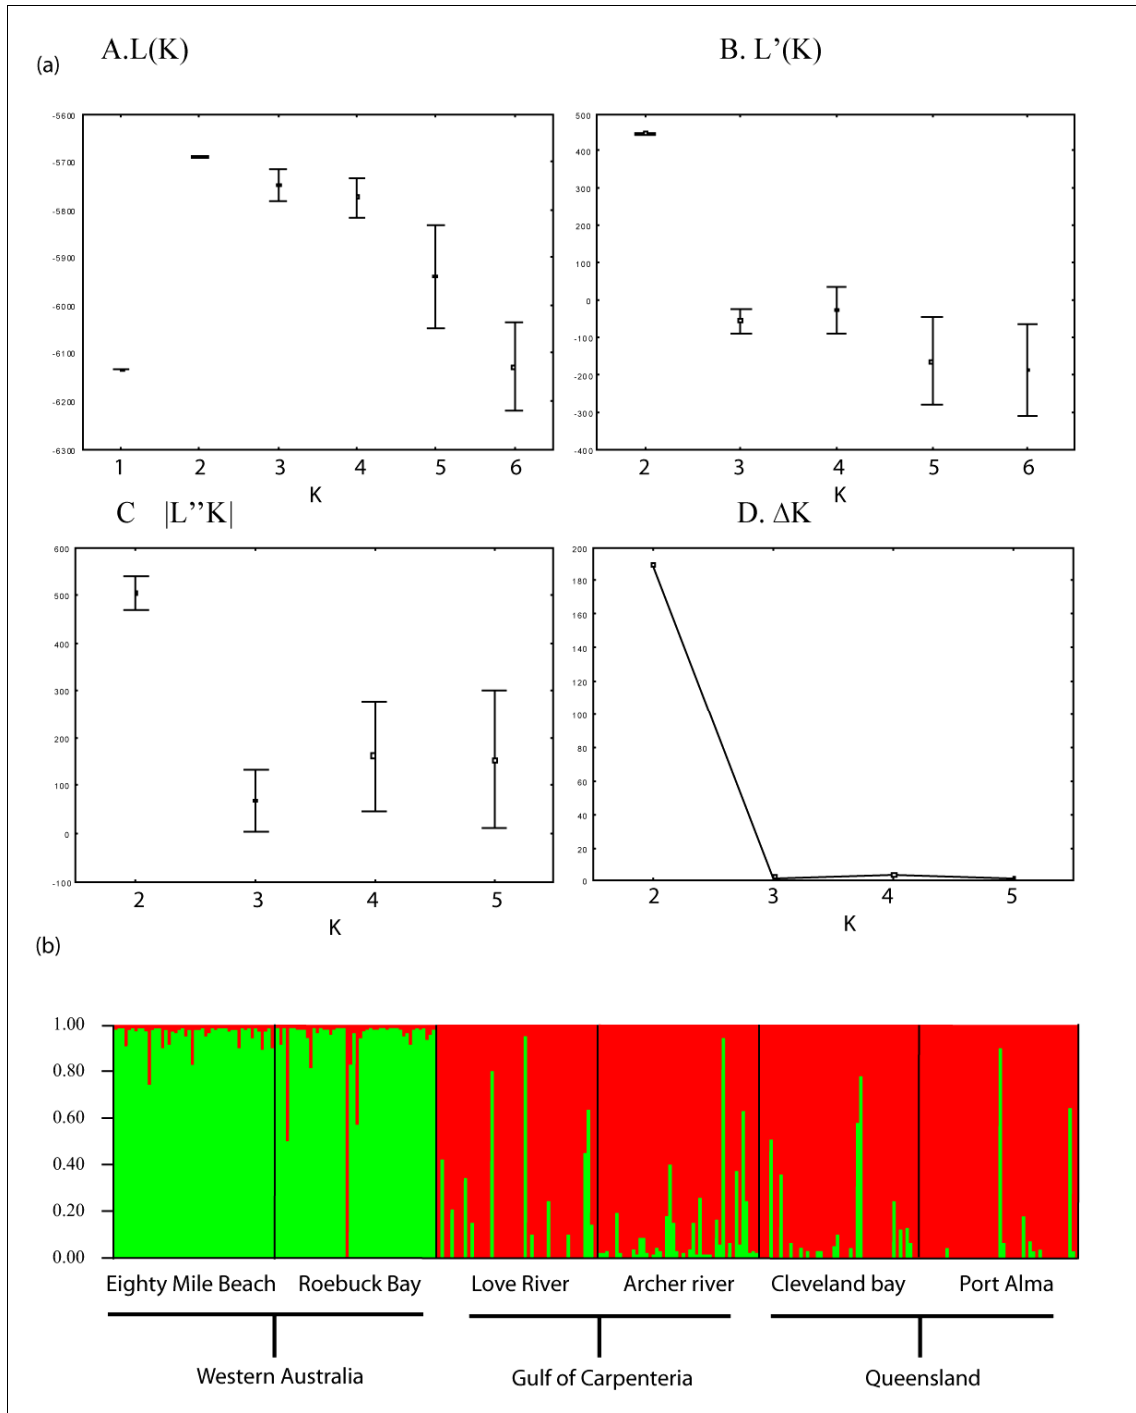 A.L(K)
B. L’(K)
(a)
-5600
-5700
-5800
-5900
-6000
-6100
-6200
-6300
1 2 3 4 5 6
K
500
400
300
200
100
0
-100
-200
-300
-400
2 3 4 5 6
K
C |L’’K|
D. ΔK
600
500
400
300
200
100
0
-100
2 3 4 5
K
200
180
160
140
120
100
80
60
40
20
0
2 3 4 5
K
(b)
1.00
0.80
0.60
0.40
0.20
0.00
Eighty Mile Beach Roebuck Bay Love River Archer river Cleveland bay Port Alma
Western Australia Gulf of Carpenteria Queensland